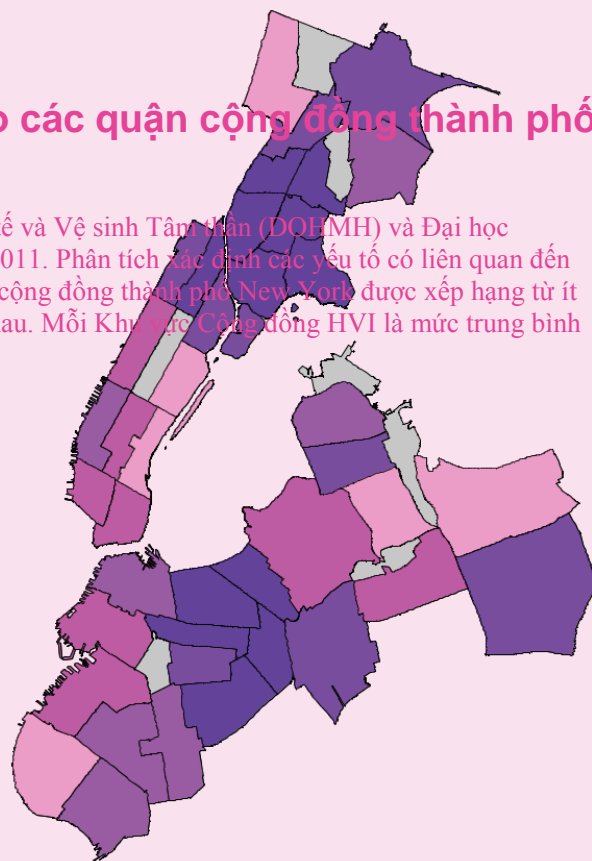 o các quận cộng đồng thành phố
tế và Vệ sinh Tâm thần (DOHMH) và Đại học
011. Phân tích xác định các yếu tố có liên quan đến
cộng đồng thành phố New York được xếp hạng từ ít
hau. Mỗi Khu vực Cộng đồng HVI là mức trung bình